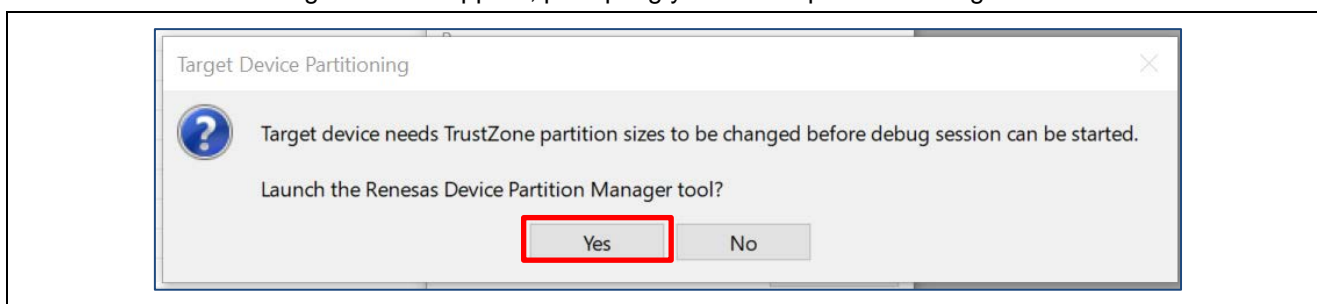 Target Device Partitioning
Target device needs TrustZone partition sizes to be changed before debug session can be started.
Launch the Renesas Device Partition Manager tool?
Yes No